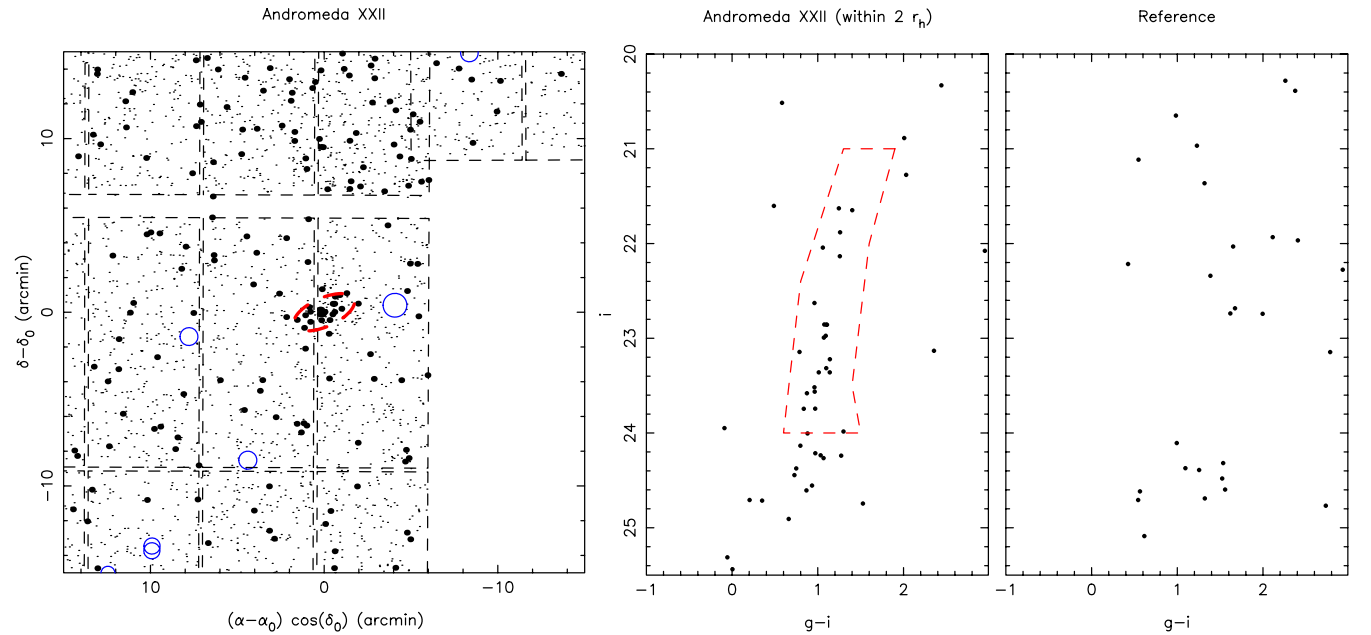 Andromeda XXII
Andromeda XXII (within 2 r_h)
Reference
δ−δ_0 (arcmin)
10
0
−10
10
0
−10
(α−α_0) cos(δ_0) (arcmin)
i
20
21
22
23
24
25
−1
0
1
2
g−i
−1
0
1
2
g−i